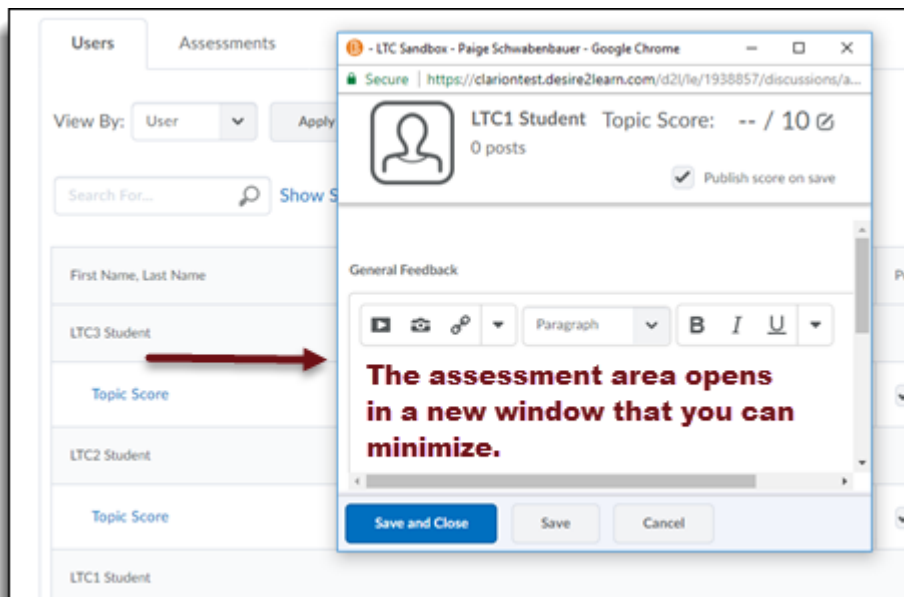 Users Assessments
View By: User Apply
Search For... Show S
First Name, Last Name
LTC3 Student
Topic Score
LTC2 Student
Topic Score
LTC1 Student
- LTC Sandbox - Paige Schwabenbauer - Google Chrome
Secure | https://clariontest.desire2learn.com/d2l/le/1938857/discussions/a...
LTC1 Student Topic Score: -- / 10
0 posts
Publish score on save
General Feedback
Paragraph B I U
The assessment area opens
in a new window that you can
minimize.
Save and Close Save Cancel